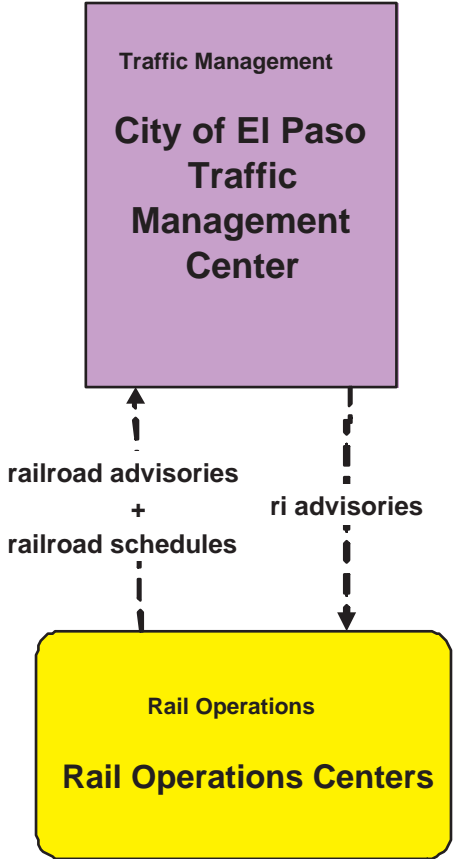 Traffic Management
City of El Paso
Traffic
Management
Center
railroad advisories
+
railroad schedules
ri advisories
Rail Operations
Rail Operations Centers